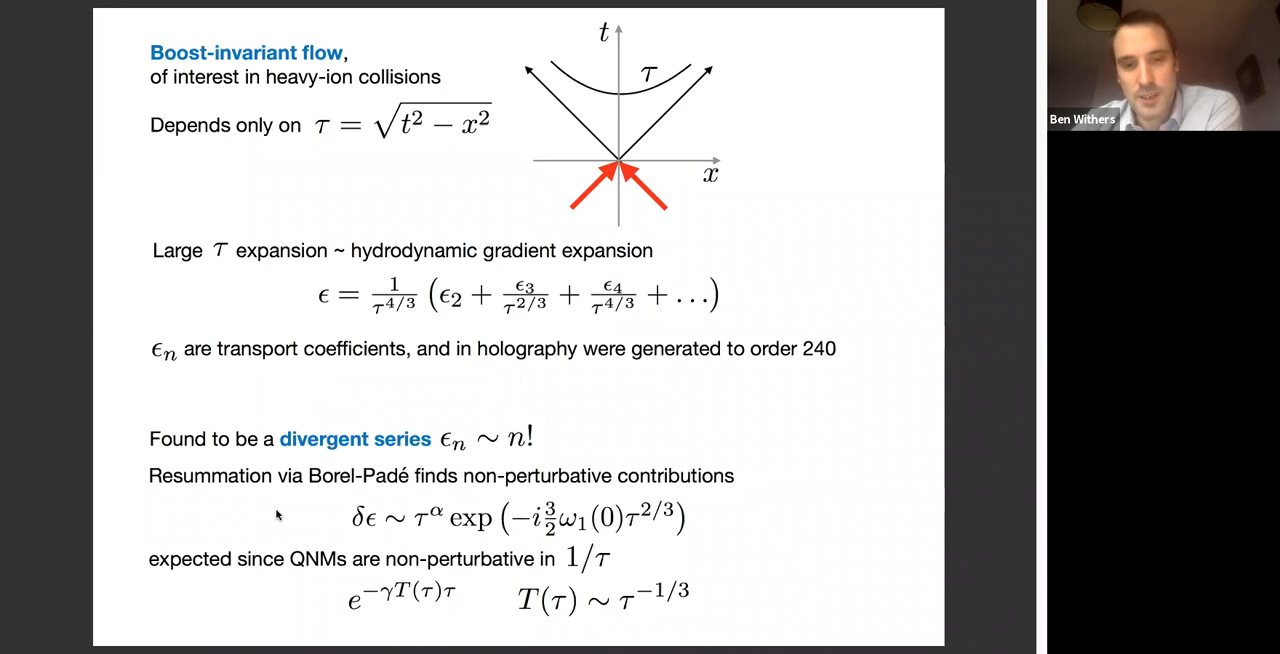 Boost-invariant flow,
of interest in heavy-ion collisions
Depends only on τ = √(t² − x²)
t
τ
x
Large τ expansion ~ hydrodynamic gradient expansion
ϵ = 1/τ^{4/3} (ϵ₂ + ϵ₃/τ^{2/3} + ϵ₄/τ^{4/3} + …)
ϵₙ are transport coefficients, and in holography were generated to order 240
Found to be a divergent series ϵₙ ∼ n!
Resummation via Borel-Padé finds non-perturbative contributions
δϵ ∼ τ^α exp (−i 3/2 ω₁(0)τ^{2/3})
expected since QNMs are non-perturbative in 1/τ
e^{−γT(τ)τ} T(τ) ∼ τ^{−1/3}
Ben Withers